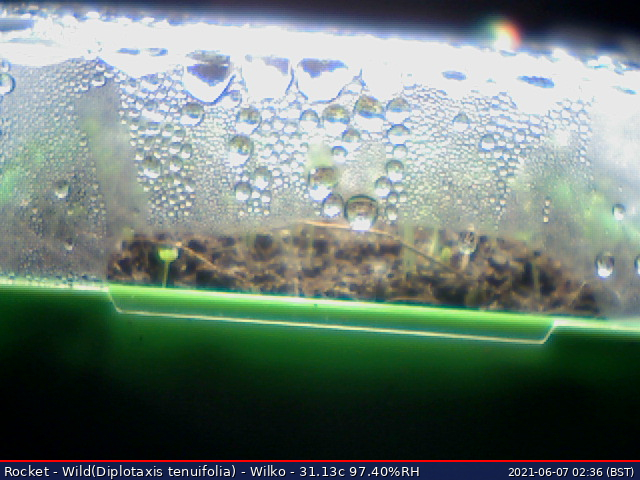 Rocket - Wild(Diplotaxis tenuifolia) - Wilko - 31.13c 97.40%RH 2021-06-07 02:36 (BST)